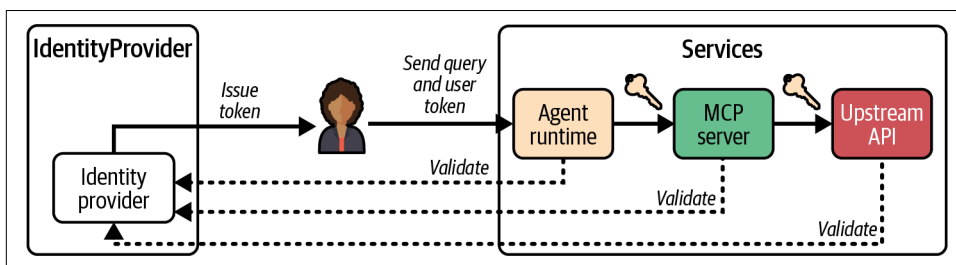 IdentityProvider
Services
Issue
token
Send query
and user
token
Agent
runtime
MCP
server
Upstream
API
Identity
provider
Validate
Validate
Validate